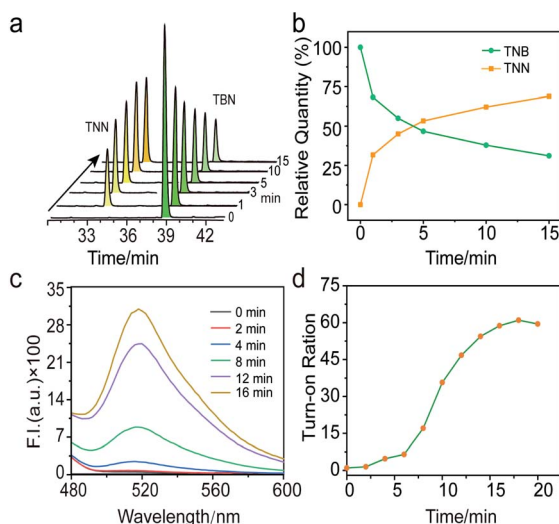 a
TNN
TBN
15
10
5
3
min
1
0
33
36
39
42
Time/min
b
Relative Quantity (%)
100
75
50
25
0
TNB
TNN
0
5
10
15
Time/min
c
F.I.(a.u.)×100
35
28
21
14
7
0
0 min
2 min
4 min
8 min
12 min
16 min
480
520
560
600
Wavelength/nm
d
Turn-on Ration
75
60
45
30
15
0
0
5
10
15
20
Time/min